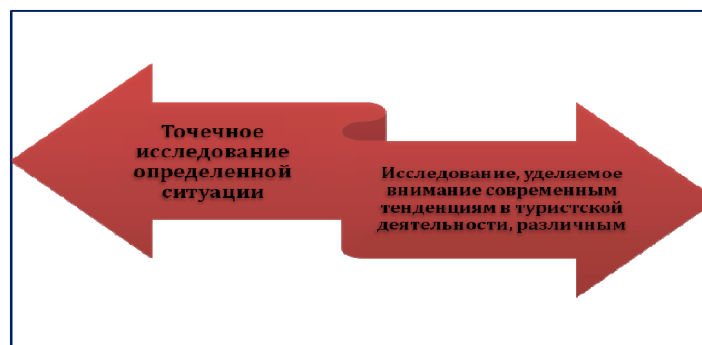 Точечное
исследование
определенной
ситуации
Исследование, уделяемое
внимание современным
тенденциям в туристской
деятельности, различным